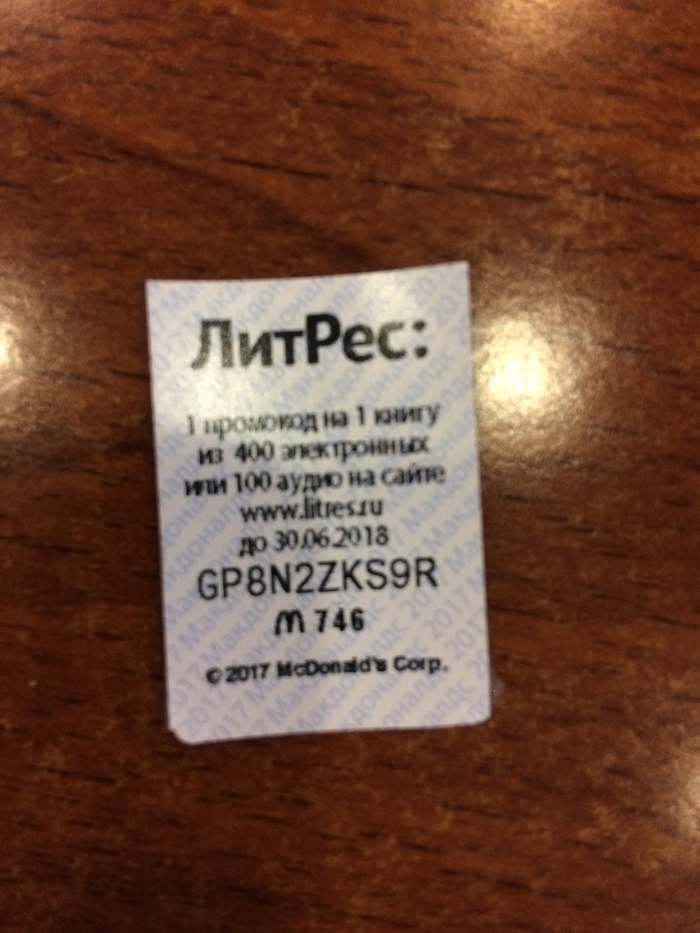 ЛитРес:
1 промокод на 1 книгу
из 400 электронных
или 100 аудио на сайте
www.litres.ru
до 30.06.2018
GP8N2ZKS9R
m 746
© 2017 McDonald's Corp.